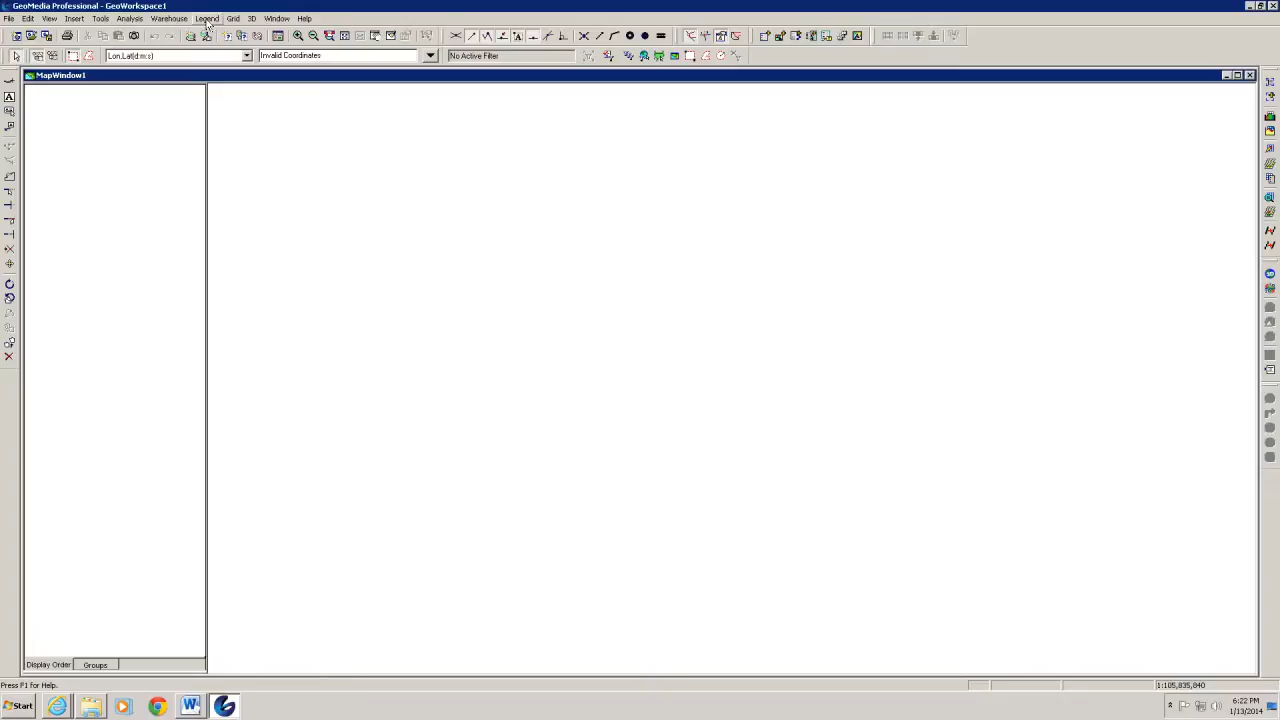 GeoMedia Professional - GeoWorkspace1
File Edit View Insert Tools Analysis Warehouse Legend Grid 3D Window Help
Lon,Lat(d:m:s) Invalid Coordinates No Active Filter
MapWindow1
Display Order Groups
Press F1 for Help. 1:105,835,840
Start 6:22 PM
1/13/2014